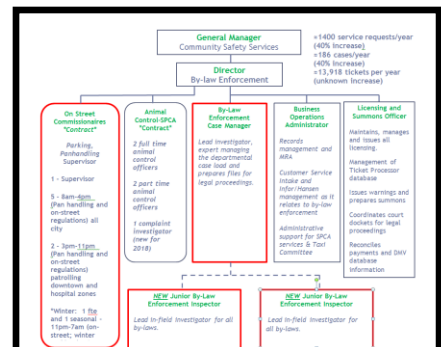 General Manager
Community Safety Services
≈1400 service requests/year
(40% increase)
≈186 cases/year
(40% increase)
≈13,918 tickets per year
(unknown increase)
Director
By-law Enforcement
On Street
Commissionaires
"Contract"
Parking,
Panhandling
Supervisor
1 - Supervisor
5 - 8am-4pm
(Pan handling and
on-street
regulations) all
city
2 - 3pm-11pm
(Pan handling and
on-street
regulations)
patrolling
downtown and
hospital zones
*Winter: 1 fte
and 1 seasonal -
11pm-7am (on-
street; winter
Animal
Control-SPCA
"Contract"
2 full time
animal
control
officers
2 part time
animal
control
officers
1 complaint
investigator
(new for
2018)
By-Law
Enforcement
Case Manager
Lead Investigator,
expert managing
the departmental
case load and
prepares files for
legal proceedings.
Business
Operations
Administrator
Records
management and
MRA
Customer Service
Intake and
Infor/Hansen
management as it
relates to by-law
enforcement
Administrative
support for SPCA
services & Taxi
Committee
Licensing and
Summons Officer
Maintains, manages
and issues all
licensing.
Management of
Ticket Processor
database
Issues warnings and
prepares summons
Coordinates court
dockets for legal
proceedings
Reconciles
payments and DMV
database
information
NEW Junior By-Law
Enforcement Inspector
Lead in-field Investigator for all
by-laws.
NEW Junior By-Law
Enforcement Inspector
Lead in-field Investigator for all
by-laws.